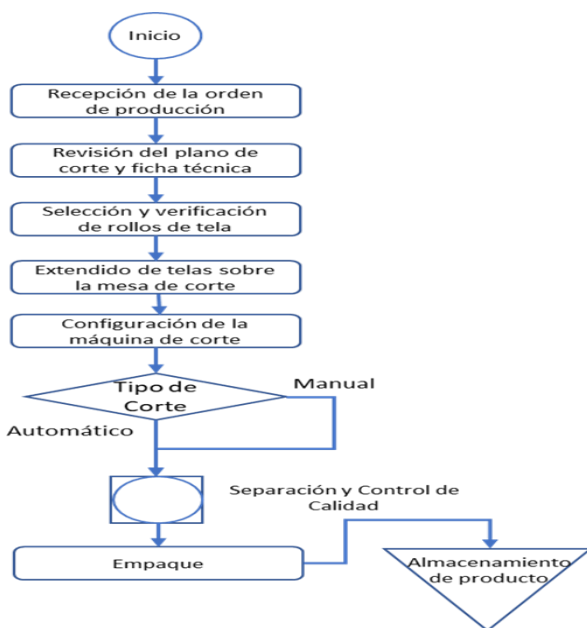 Inicio
Recepción de la orden
de producción
Revisión del plano de
corte y ficha técnica
Selección y verificación
de rollos de tela
Extendido de telas sobre
la mesa de corte
Configuración de la
máquina de corte
Tipo de
Corte
Manual
Automático
Separación y Control de
Calidad
Empaque
Almacenamiento
de producto